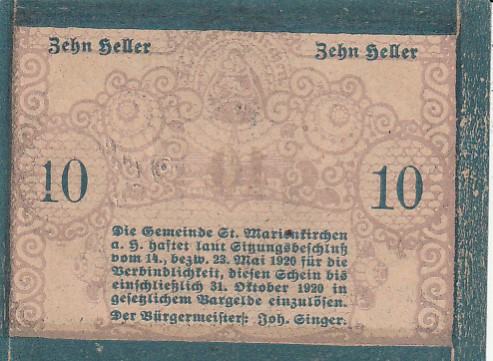 Zehn Heller
Zehn Heller
10
10
Die Gemeinde St. Marienkirchen
a. H. haftet laut Sitzungsbeschluß
vom 14., bezw. 23. Mai 1920 für die
Verbindlichkeit, diesen Schein bis
einschließlich 31. Oktober 1920 in
gesetzlichem Bargelde einzulösen.
Der Bürgermeister: Joh. Singer.